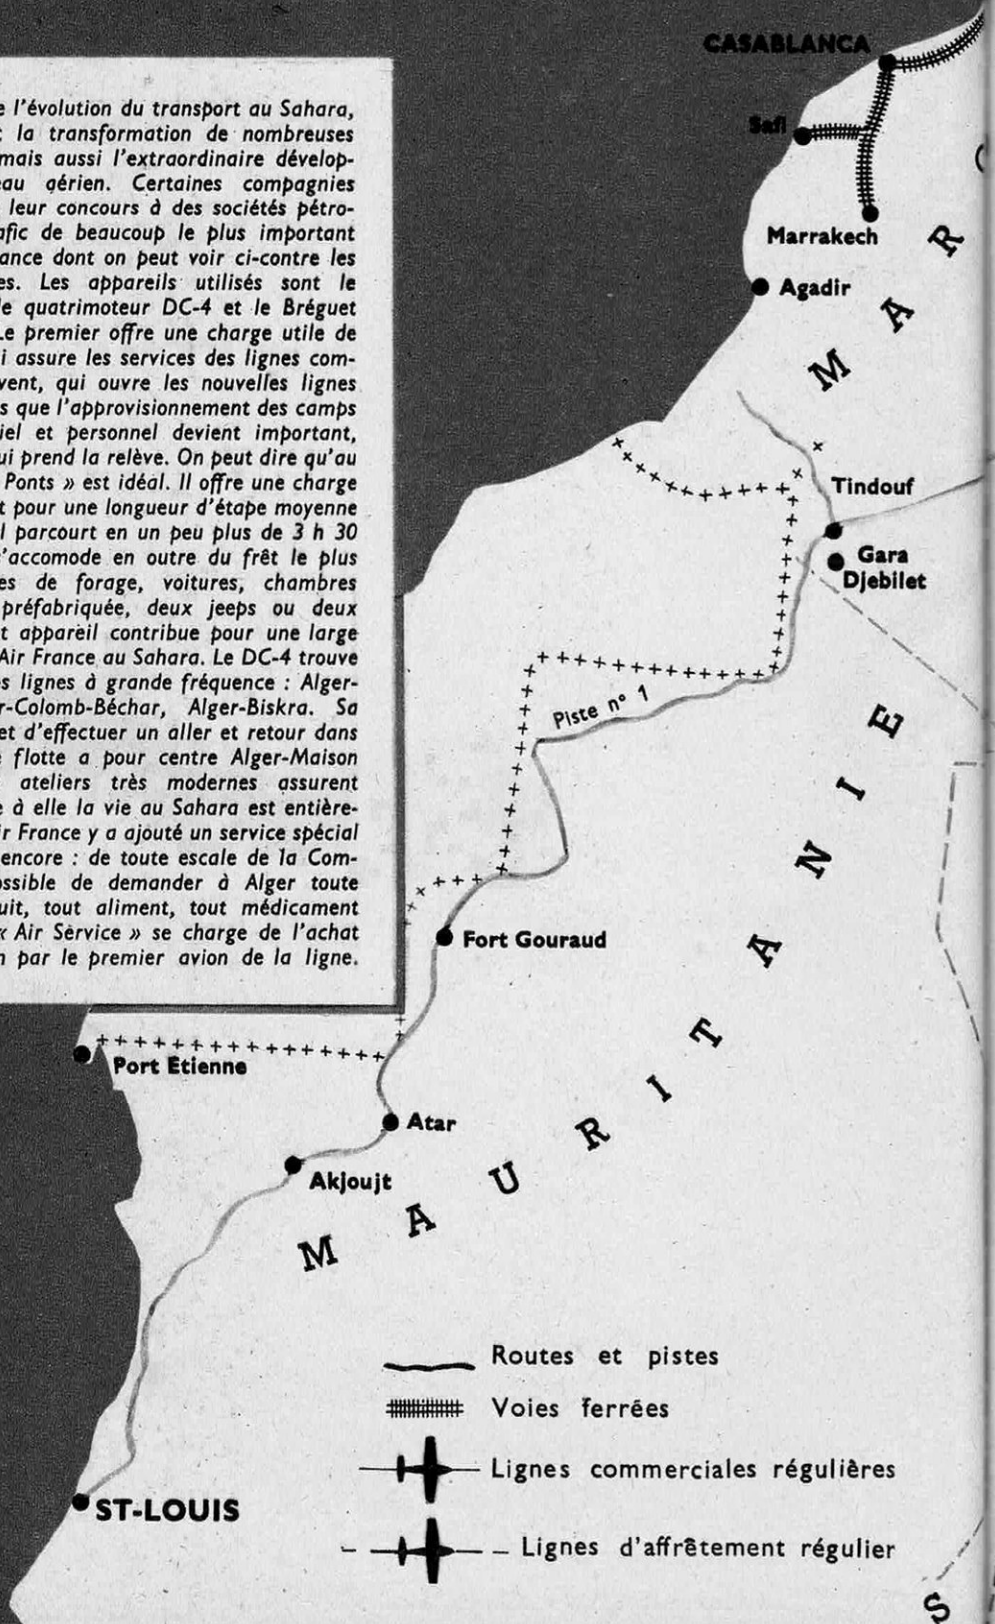 e l'évolution du transport au Sahara,
t la transformation de nombreuses
mais aussi l'extraordinaire dévelop-
eau aérien. Certaines compagnies
leur concours à des sociétés pétro-
afic de beaucoup le plus important
ance dont on peut voir ci-contre les
es. Les appareils utilisés sont le
le quatrimoteur DC-4 et le Bréguet
Le premier offre une charge utile de
i assure les services des lignes com-
vent, qui ouvre les nouvelles lignes
s que l'approvisionnement des camps
iel et personnel devient important,
ui prend la relève. On peut dire qu'au
Ponts » est idéal. Il offre une charge
t pour une longueur d'étape moyenne
l parcourt en un peu plus de 3 h 30
'accomode en outre du frêt le plus
es de forage, voitures, chambres
préfabriquée, deux jeeps ou deux
t appareil contribue pour une large
Air France au Sahara. Le DC-4 trouve
s lignes à grande fréquence : Alger-
r-Colomb-Béchar, Alger-Biskra. Sa
et d'effectuer un aller et retour dans
e flotte a pour centre Alger-Maison
ateliers très modernes assurent
e à elle la vie au Sahara est entière-
ir France y a ajouté un service spécial
encore : de toute escale de la Com-
ossible de demander à Alger toute
uit, tout aliment, tout médicament
« Air Service » se charge de l'achat
n par le premier avion de la ligne.
CASABLANCA
Safi
Marrakech
Agadir
MAR
Tindouf
Gara
Djebilet
Piste n° 1
Fort Gouraud
Port Etienne
Atar
Akjoujt
MAURITANIE
ST-LOUIS
Routes et pistes
Voies ferrées
Lignes commerciales régulières
Lignes d'affrêtement régulier
S